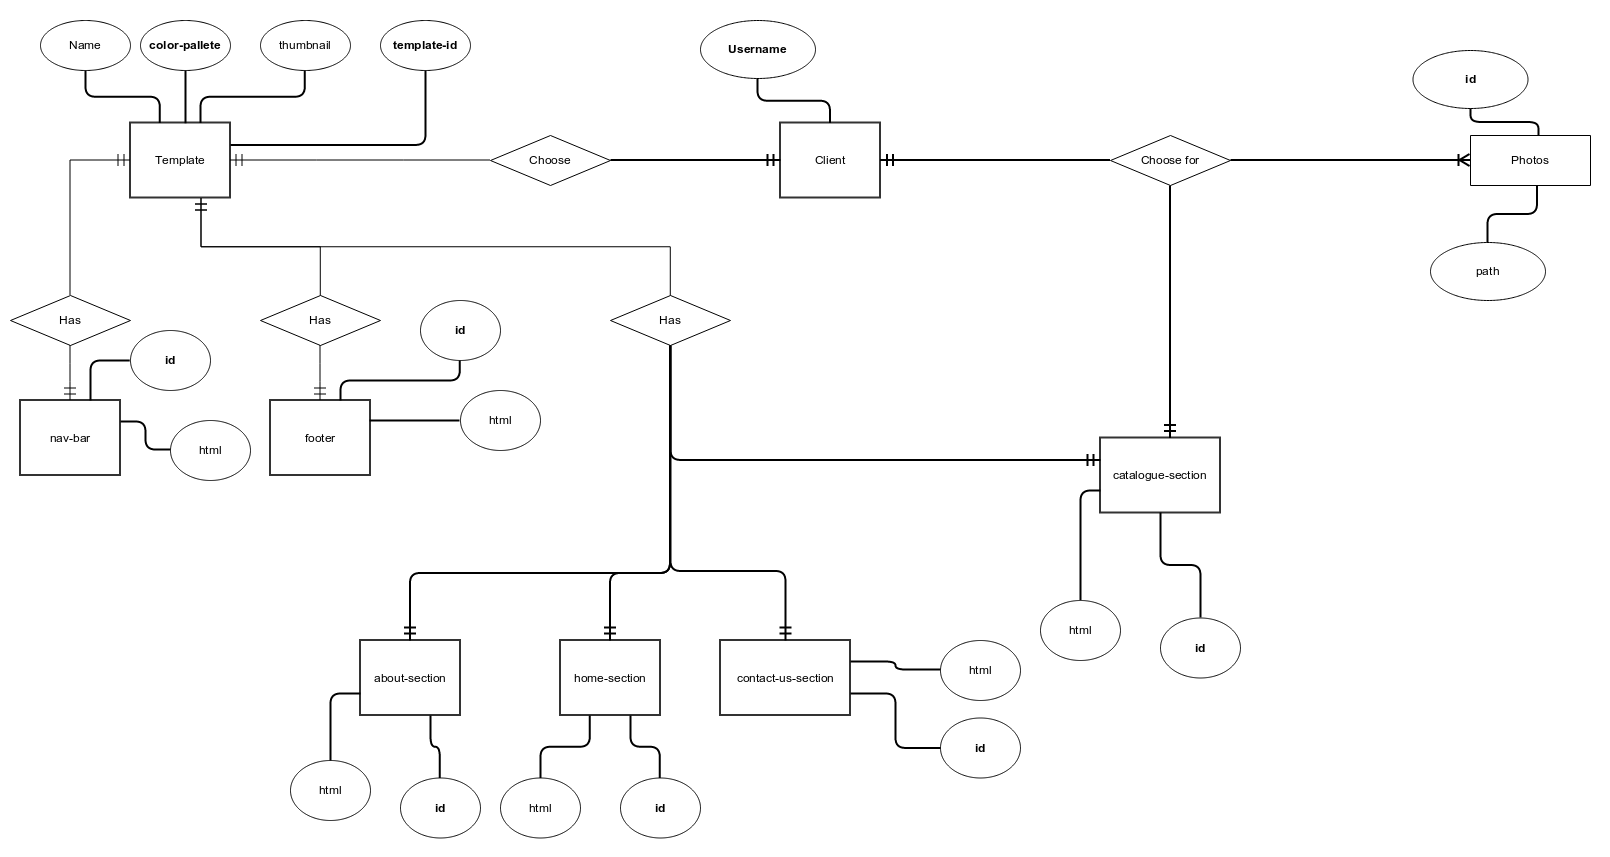 Name
color-pallete
thumbnail
template-id
Username
id
Template
Choose
Client
Choose for
Photos
path
Has
Has
Has
id
id
nav-bar
html
footer
html
catalogue-section
about-section
home-section
contact-us-section
html
html
id
id
html
id
html
id
html
id